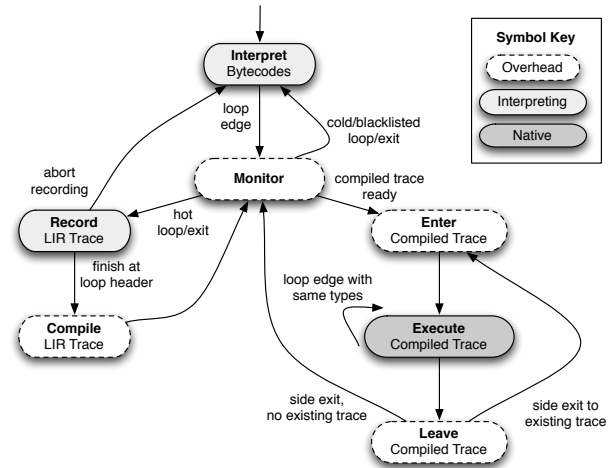 Symbol Key
Overhead
Interpreting
Native
Interpret
Bytecodes
loop
edge
cold/blacklisted
loop/exit
abort
recording
Monitor
compiled trace
ready
hot
loop/exit
Record
LIR Trace
Enter
Compiled Trace
finish at
loop header
loop edge with
same types
Compile
LIR Trace
Execute
Compiled Trace
side exit,
no existing trace
side exit to
existing trace
Leave
Compiled Trace